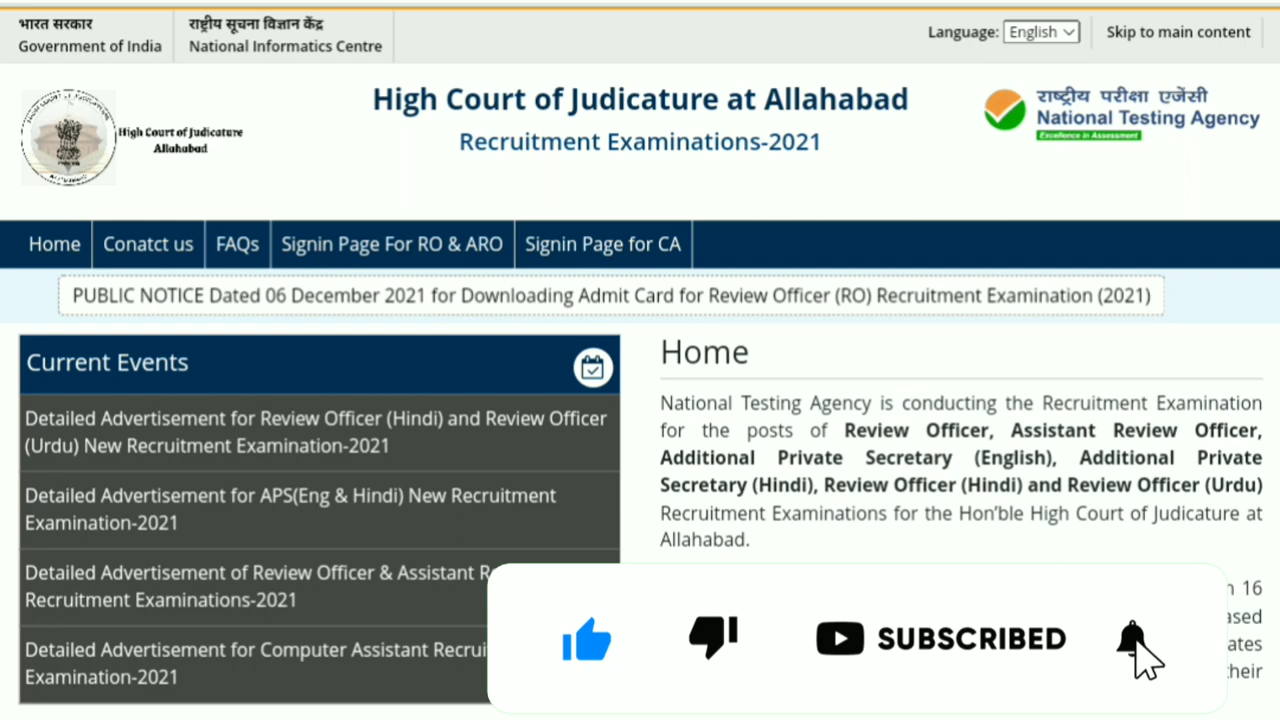 भारत सरकार
Government of India
राष्ट्रीय सूचना विज्ञान केंद्र
National Informatics Centre
Language: English
Skip to main content
High Court of Judicature
Allahabad
High Court of Judicature at Allahabad
Recruitment Examinations-2021
राष्ट्रीय परीक्षा एजेंसी
National Testing Agency
Excellence in Assessment
Home
Conatct us
FAQs
Signin Page For RO & ARO
Signin Page for CA
PUBLIC NOTICE Dated 06 December 2021 for Downloading Admit Card for Review Officer (RO) Recruitment Examination (2021)
Current Events
Detailed Advertisement for Review Officer (Hindi) and Review Officer
(Urdu) New Recruitment Examination-2021
Detailed Advertisement for APS(Eng & Hindi) New Recruitment
Examination-2021
Detailed Advertisement of Review Officer & Assistant
Recruitment Examinations-2021
Detailed Advertisement for Computer Assistant Recrui
Examination-2021
Home
National Testing Agency is conducting the Recruitment Examination
for the posts of Review Officer, Assistant Review Officer,
Additional Private Secretary (English), Additional Private
Secretary (Hindi), Review Officer (Hindi) and Review Officer (Urdu)
Recruitment Examinations for the Hon'ble High Court of Judicature at
Allahabad.
16
SUBSCRIBED